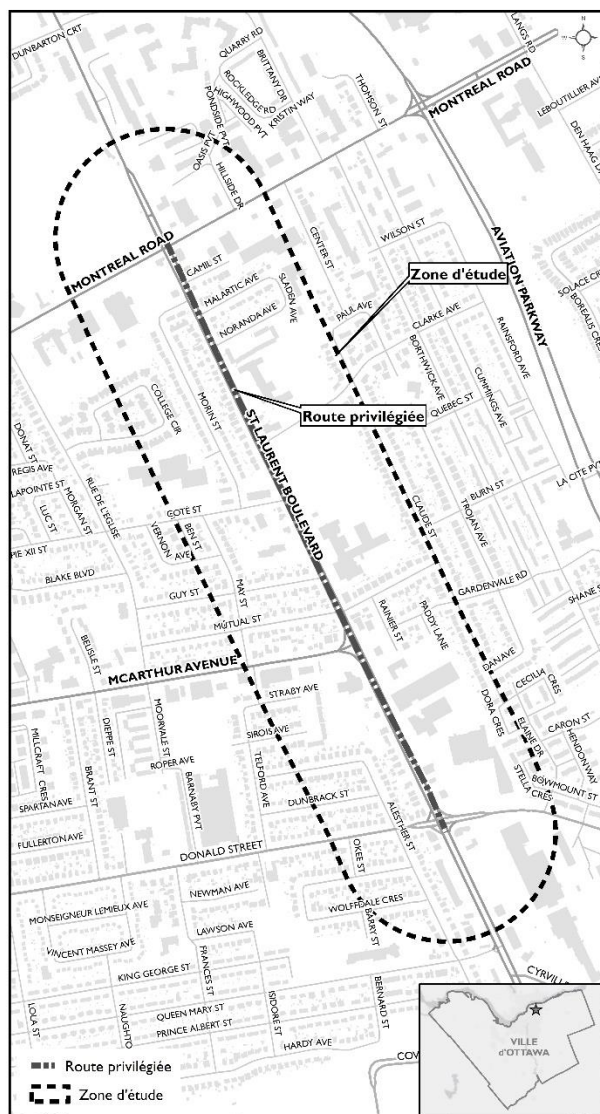 DUNBARTON CRT
QUARRY RD
BRITTANY DR
ROCKLEDGE RD
HIGHWOOD PVT
KRISTIN WAY
PONDSIDE PVT
OASIS PVT
HILLSIDE DR
THOMSON ST
LANGS RD
N
S
MONTREAL ROAD
LEBOUTILLIER AV
DEN HAAG D
MONTREAL ROAD
CAMIL ST
CENTER ST
WILSON ST
AVIATION PARKWAY
MALARTIC AVE
SLADEN AVE
Zone d'étude
SOLACE CR
BOREALIS CRES
NORANDA AVE
PAUL AVE
CLARKE AVE
RAINSFORD AVE
BORTHWICK AVE
CUMMINGS AVE
Route privilégiée
COLLEGE CIR
MORIN ST
ST LAURENT BOULEVARD
QUEBEC ST
DONAT ST
REGIS AVE
LAPOINTE ST
LUC ST
MORGAN ST
RUE DE L'EGLISE
COTE ST
BURN ST
LA CITE PV
PIE XII ST
VERNON AVE
BEN ST
CLAUDE ST
TROJAN AVE
BLAKE BLVD
GUY ST
MAY ST
GARDENVALE RD
SHANE S
MUTUAL ST
RAINIER ST
PADDY LANE
BELISLE ST
MCARTHUR AVENUE
DAN AVE
STRABY AVE
CECILIA CRES
DORA CRES
ELAINE DR
CARON ST
HENDON WAY
MILLCRAFT CRES
DIEPPE ST
MOORVALE ST
SIROIS AVE
ROPER AVE
TELFORD AVE
BRANT ST
BARNABY PVT
SPARTAN AVE
DUNBRACK ST
ALESTHER ST
BOWMOUNT ST
STELLA CRES
FULLERTON AVE
DONALD STREET
OKEE ST
NEWMAN AVE
WOLFFDALE CRES
MONSEIGNEUR LEMIEUX AVE
BARRY ST
LAWSON AVE
VINCENT MASSEY AVE
KING GEORGE ST
FRANCES ST
CYRVILLE
LOLA ST
NAUGHTO
QUEEN MARY ST
ISIDORE ST
BERNARD ST
PRINCE ALBERT ST
HARDY AVE
COV
VILLE
d'OTTAWA
Route privilégiée
Zone d'étude